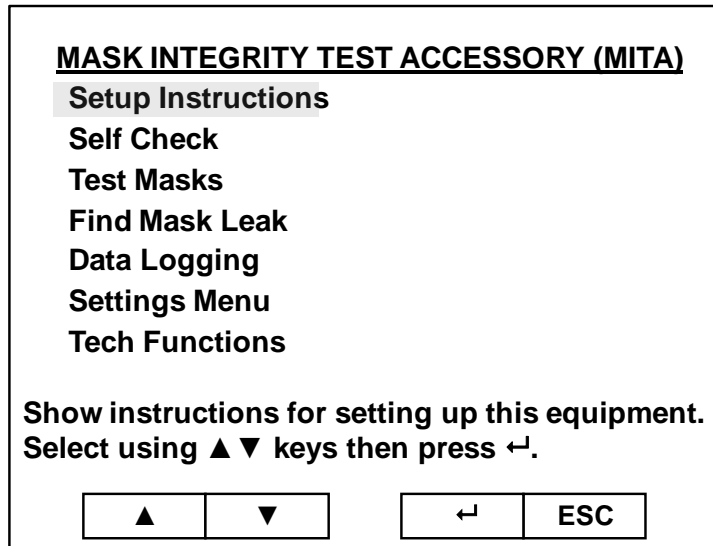 MASK INTEGRITY TEST ACCESSORY (MITA)
Setup Instructions
Self Check
Test Masks
Find Mask Leak
Data Logging
Settings Menu
Tech Functions
Show instructions for setting up this equipment.
Select using ▲▼ keys then press ↵.
▲ ▼ ↵ ESC